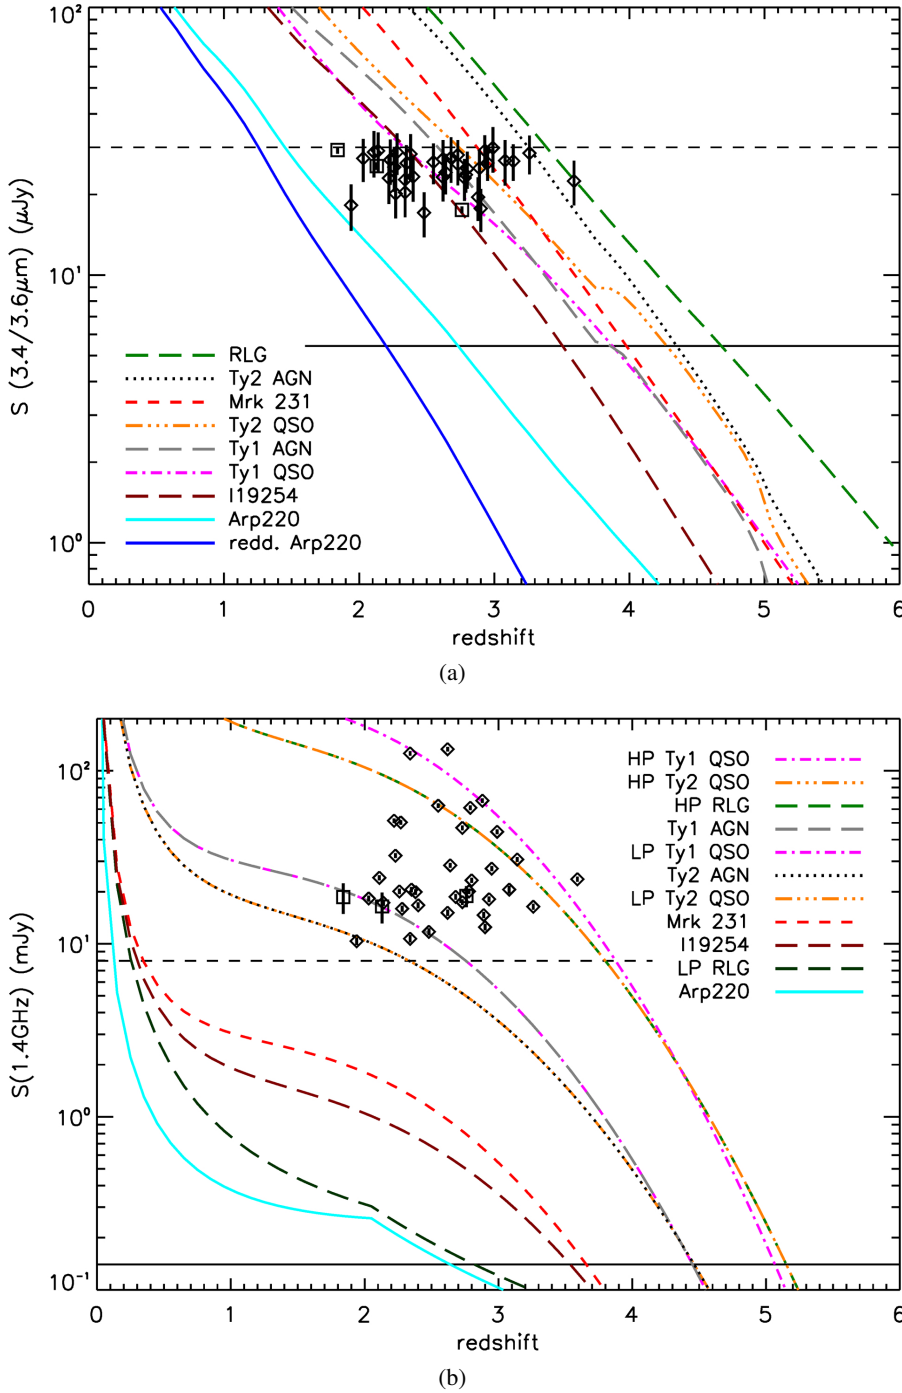 10²
10¹
10⁰
S (3.4/3.6μm) (μJy)
RLG
Ty2 AGN
Mrk 231
Ty2 QSO
Ty1 AGN
Ty1 QSO
I19254
Arp220
redd. Arp220
0 1 2 3 4 5 6
redshift
(a)
HP Ty1 QSO
HP Ty2 QSO
HP RLG
Ty1 AGN
LP Ty1 QSO
Ty2 AGN
LP Ty2 QSO
Mrk 231
I19254
LP RLG
Arp220
10²
10¹
10⁰
10⁻¹
S(1.4GHz) (mJy)
0 1 2 3 4 5 6
redshift
(b)